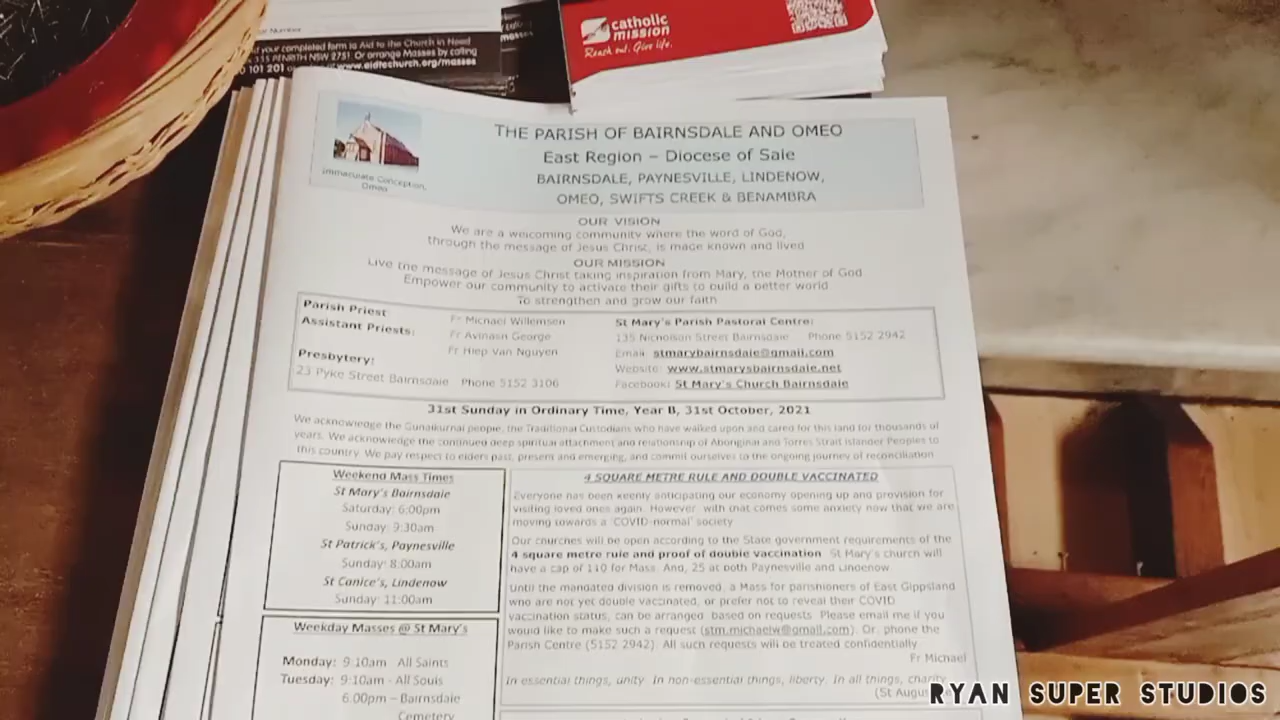 your completed form to Aid to the Church in Need
PENRITH NSW 2751 Or arrange Masses by calling
101 201 www.aidtochurch.org/masses
catholic
mission
Reach out. Give life.
Immaculate Conception,
Omeo
THE PARISH OF BAIRNSDALE AND OMEO
East Region – Diocese of Sale
BAIRNSDALE, PAYNESVILLE, LINDENOW,
OMEO, SWIFTS CREEK & BENAMBRA
OUR VISION
We are a welcoming community where the word of God,
through the message of Jesus Christ, is made known and lived
OUR MISSION
Live the message of Jesus Christ taking inspiration from Mary, the Mother of God
Empower our community to activate their gifts to build a better world
To strengthen and grow our faith
Parish Priest Fr Michael Willemsen
Assistant Priests: Fr Avinash George
Fr Hiep Van Nguyen
Presbytery:
23 Pyke Street Bairnsdale Phone 5152 3106
St Mary's Parish Pastoral Centre:
135 Nicholson Street Bairnsdale Phone 5152 2942
Email: stmarybairnsdale@gmail.com
Website: www.stmarysbairnsdale.net
Facebook: St Mary's Church Bairnsdale
31st Sunday in Ordinary Time, Year B, 31st October, 2021
We acknowledge the Gunaikurnai people, the Traditional Custodians who have walked upon and cared for this land for thousands of
years. We acknowledge the continued deep spiritual attachment and relationship of Aboriginal and Torres Strait Islander Peoples to
this country. We pay respect to elders past, present and emerging, and commit ourselves to the ongoing journey of reconciliation
Weekend Mass Times
St Mary's Bairnsdale
Saturday: 6:00pm
Sunday: 9:30am
St Patrick's, Paynesville
Sunday: 8:00am
St Canice's, Lindenow
Sunday: 11:00am
Weekday Masses @ St Mary's
Monday: 9:10am All Saints
Tuesday: 9:10am - All Souls
6:00pm – Bairnsdale
Cemetery
4 SQUARE METRE RULE AND DOUBLE VACCINATED
Everyone has been keenly anticipating our economy opening up and provision for
visiting loved ones again. However, with that comes some anxiety now that we are
moving towards a 'COVID-normal' society
Our churches will be open according to the State government requirements of the
4 square metre rule and proof of double vaccination St Mary's church will
have a cap of 110 for Mass. And, 25 at both Paynesville and Lindenow.
Until the mandated division is removed, a Mass for parishioners of East Gippsland
who are not yet double vaccinated, or prefer not to reveal their COVID
vaccination status, can be arranged based on requests. Please email me if you
would like to make such a request (stm.michaelw@gmail.com). Or, phone the
Parish Centre (5152 2942). All such requests will be treated confidentially.
Fr Michael
In essential things, unity. In non-essential things, liberty. In all things, charity
(St Augus
RYAN SUPER STUDIOS